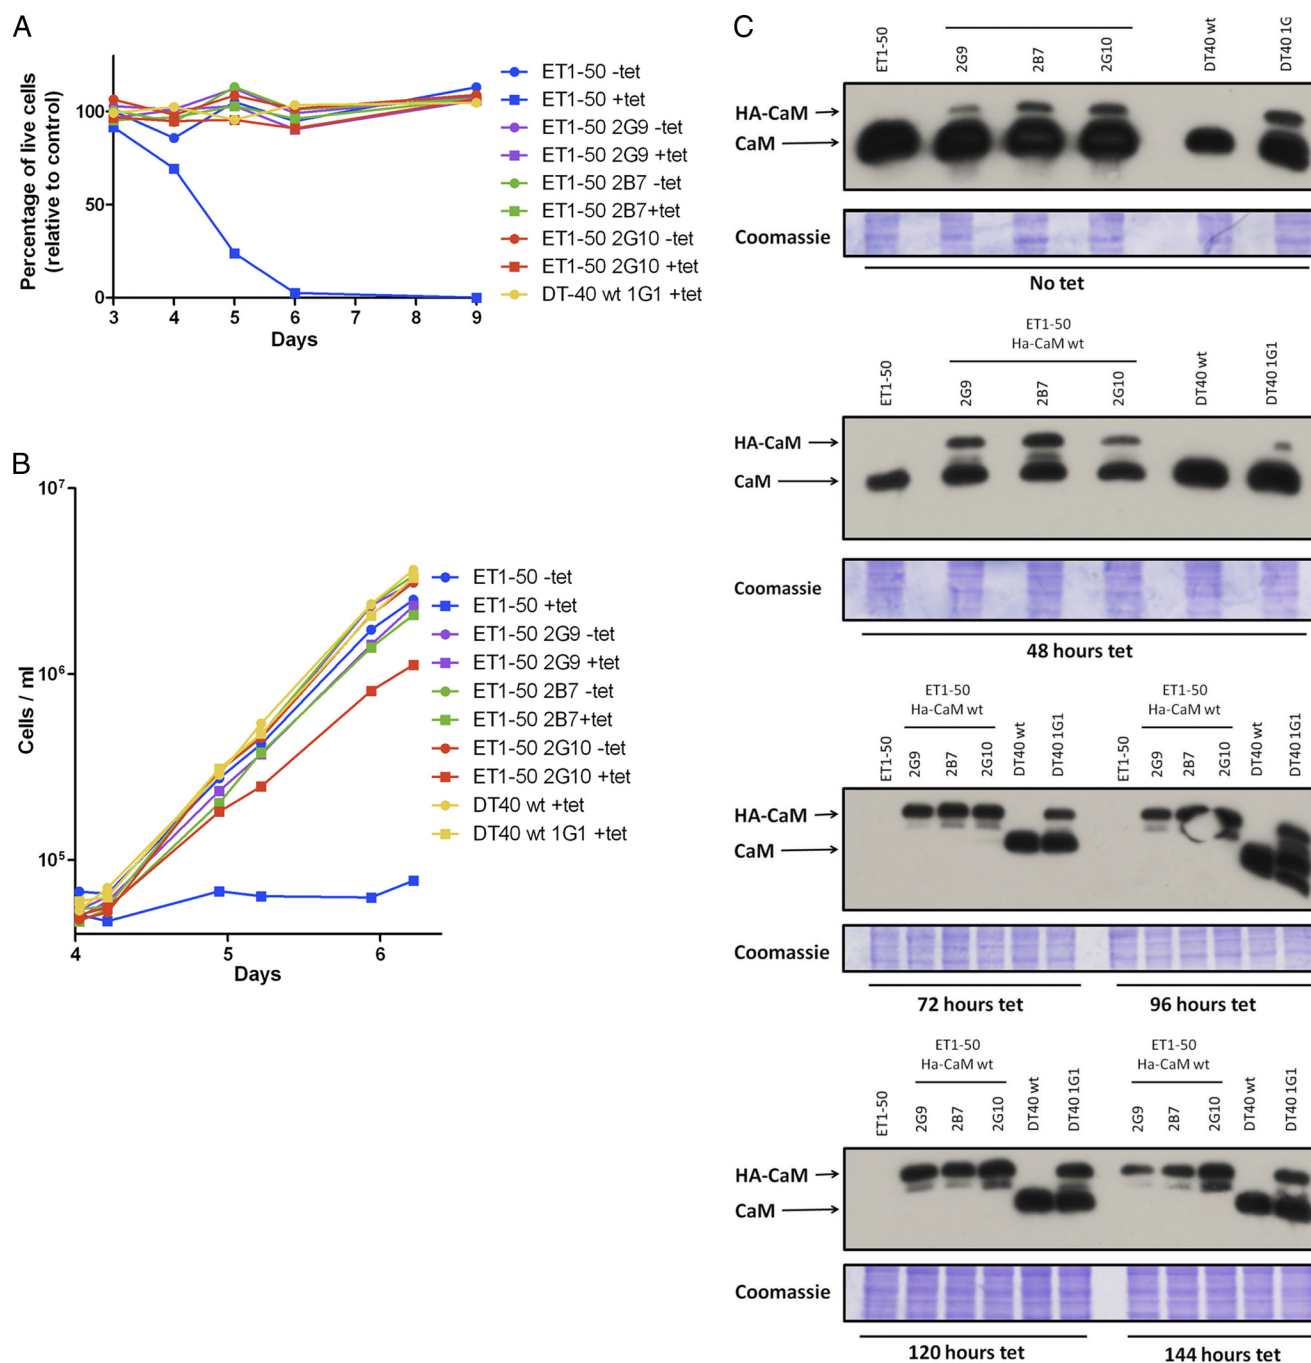 A
Percentage of live cells
(relative to control)
100
50
0
3 4 5 6 7 8 9
Days
ET1-50 -tet
ET1-50 +tet
ET1-50 2G9 -tet
ET1-50 2G9 +tet
ET1-50 2B7 -tet
ET1-50 2B7+tet
ET1-50 2G10 -tet
ET1-50 2G10 +tet
DT-40 wt 1G1 +tet
B
Cells / ml
10^7
10^6
10^5
4 5 6
Days
ET1-50 -tet
ET1-50 +tet
ET1-50 2G9 -tet
ET1-50 2G9 +tet
ET1-50 2B7 -tet
ET1-50 2B7+tet
ET1-50 2G10 -tet
ET1-50 2G10 +tet
DT40 wt +tet
DT40 wt 1G1 +tet
C
ET1-50 2G9 2B7 2G10 DT40 wt DT40 1G
HA-CaM
CaM
Coomassie
No tet
ET1-50
Ha-CaM wt
ET1-50 2G9 2B7 2G10 DT40 wt DT40 1G1
HA-CaM
CaM
Coomassie
48 hours tet
ET1-50 ET1-50
Ha-CaM wt Ha-CaM wt
ET1-50 2G9 2B7 2G10 DT40 wt DT40 1G1 ET1-50 2G9 2B7 2G10 DT40 wt DT40 1G1
HA-CaM
CaM
Coomassie
72 hours tet 96 hours tet
ET1-50 ET1-50
Ha-CaM wt Ha-CaM wt
ET1-50 2G9 2B7 2G10 DT40 wt DT40 1G1 2G9 2B7 2G10 DT40 wt DT40 1G1
HA-CaM
CaM
Coomassie
120 hours tet 144 hours tet